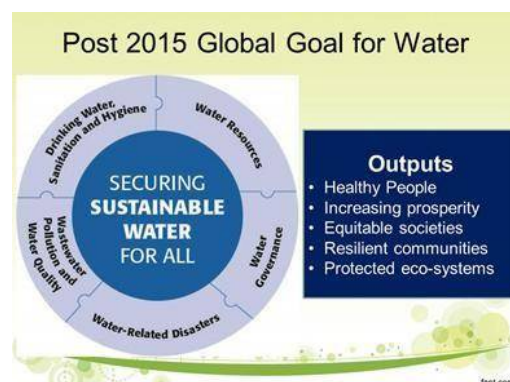 Post 2015 Global Goal for Water
Drinking Water,
Sanitation and Hygiene
Water Resources
Water
Governance
Water-Related Disasters
Wastewater
Pollution and
Water Quality
SECURING
SUSTAINABLE
WATER
FOR ALL
Outputs
• Healthy People
• Increasing prosperity
• Equitable societies
• Resilient communities
• Protected eco-systems